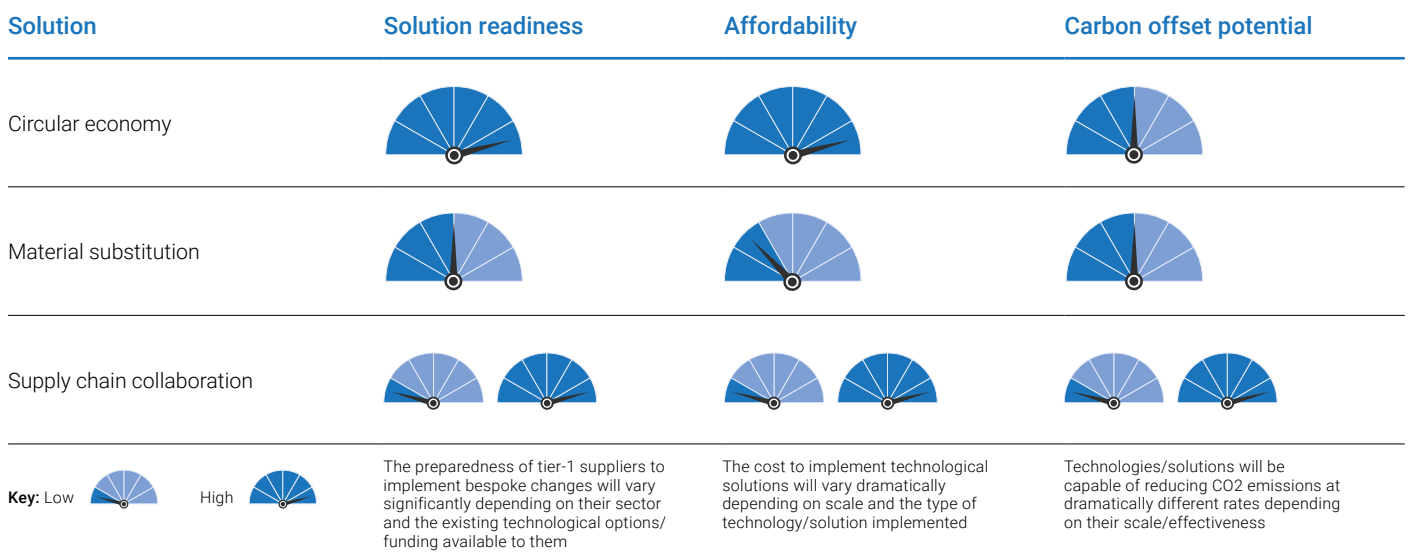 Solution
Solution readiness
Affordability
Carbon offset potential
Circular economy
Material substitution
Supply chain collaboration
Key: Low
High
The preparedness of tier-1 suppliers to
implement bespoke changes will vary
significantly depending on their sector
and the existing technological options/
funding available to them
The cost to implement technological
solutions will vary dramatically
depending on scale and the type of
technology/solution implemented
Technologies/solutions will be
capable of reducing CO2 emissions at
dramatically different rates depending
on their scale/effectiveness